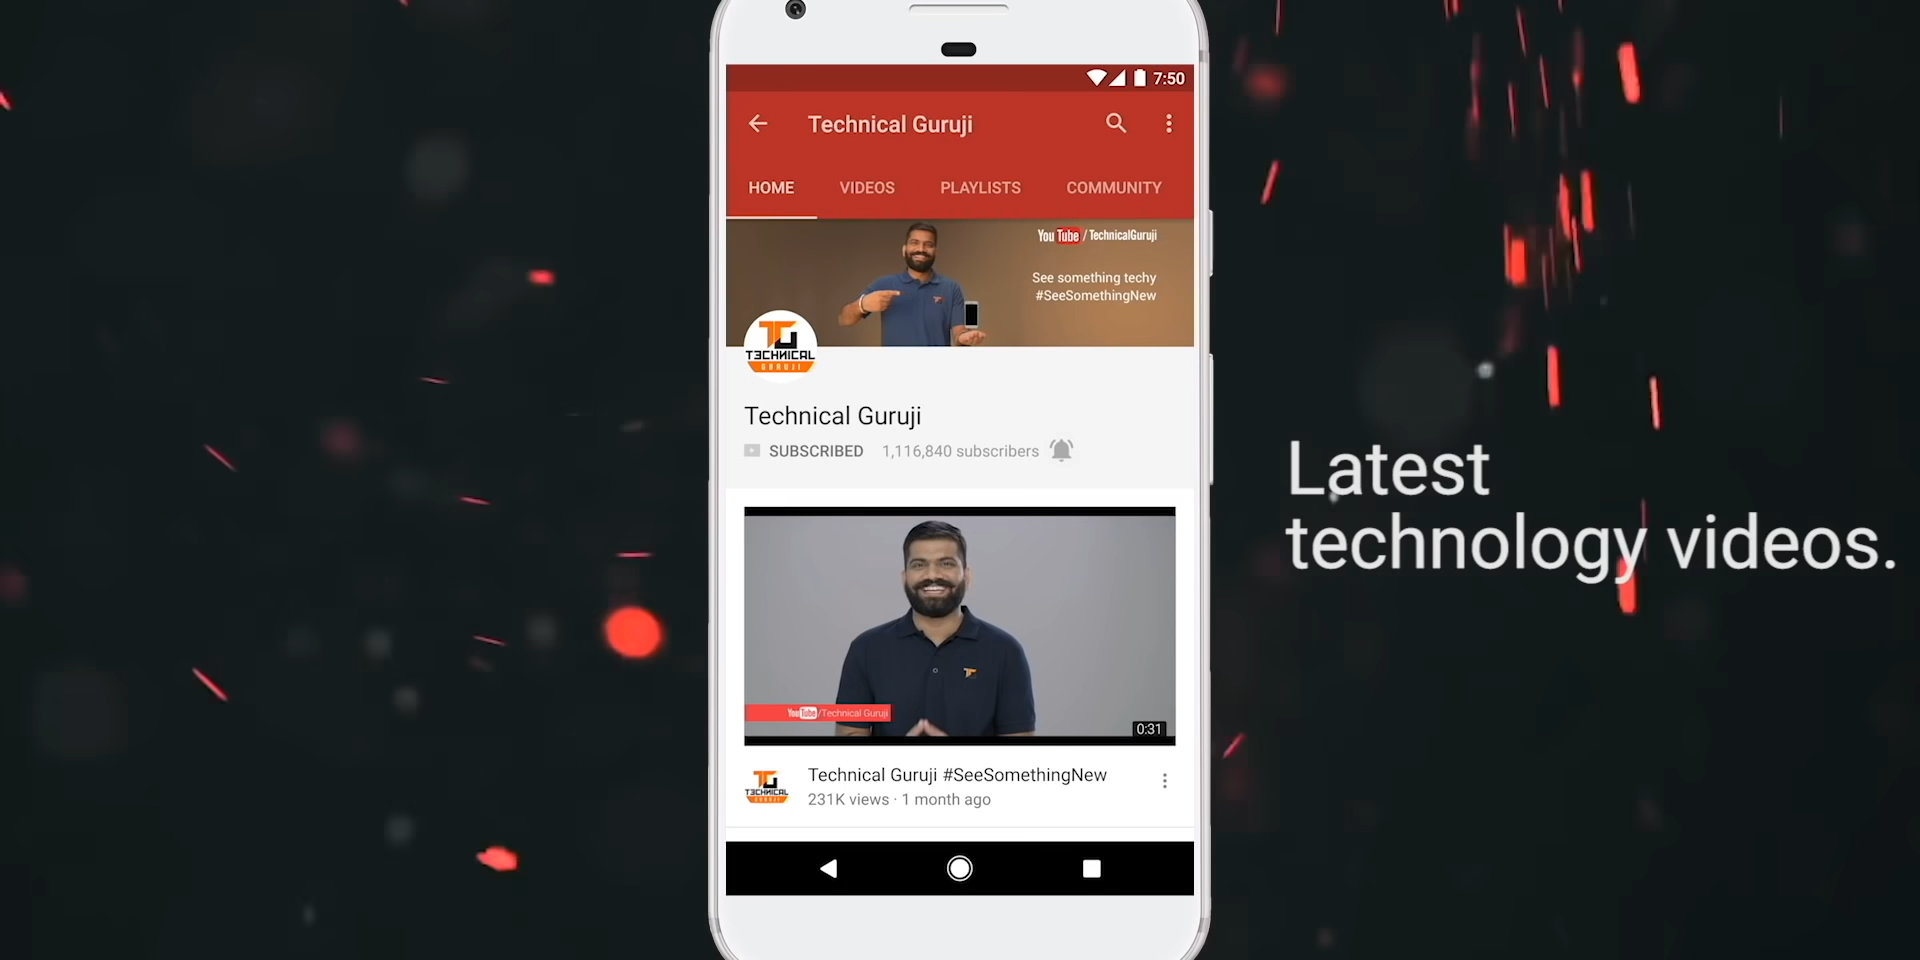 7:50
Technical Guruji
HOME VIDEOS PLAYLISTS COMMUNITY
YouTube / TechnicalGuruji
See something techy
#SeeSomethingNew
TECHNICAL
GURUJI
Technical Guruji
SUBSCRIBED 1,116,840 subscribers
Latest
technology videos.
YouTube/Technical Guruji
0:31
Technical Guruji #SeeSomethingNew
231K views · 1 month ago
TECHNICAL
GURUJI